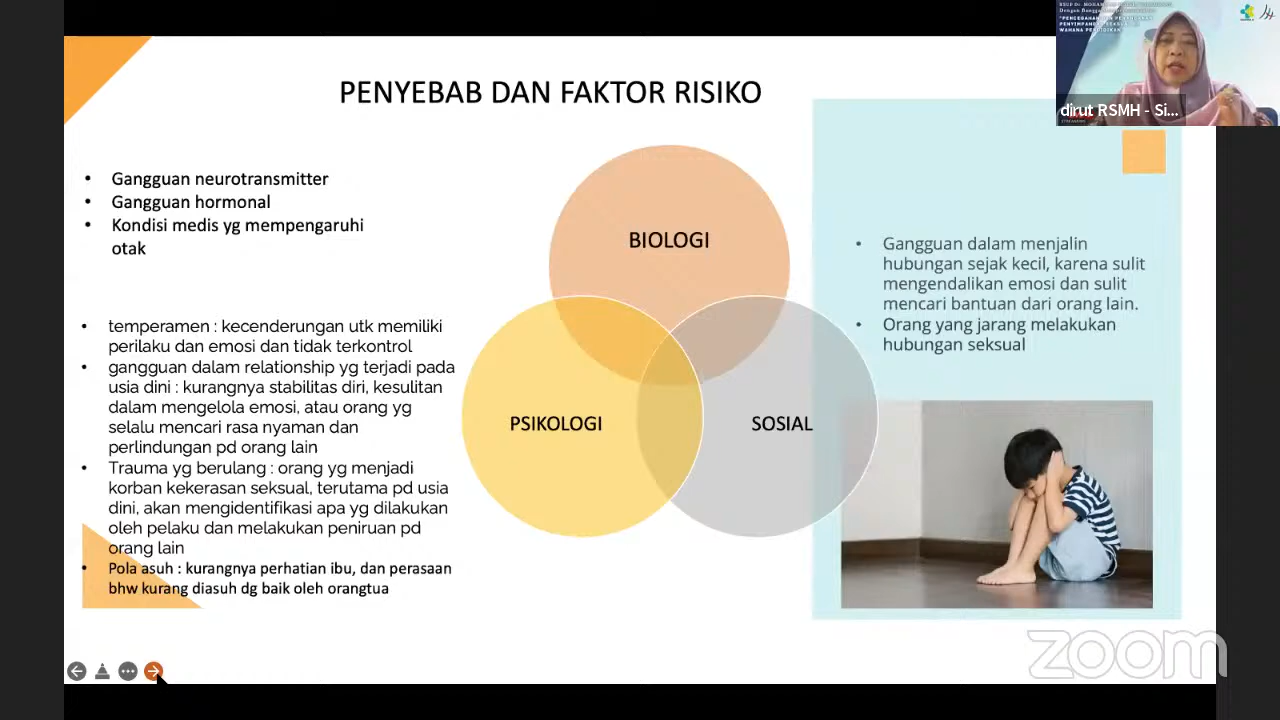 PENYEBAB DAN FAKTOR RISIKO
• Gangguan neurotransmitter
• Gangguan hormonal
• Kondisi medis yg mempengaruhi
otak
• temperamen : kecenderungan utk memiliki
perilaku dan emosi dan tidak terkontrol
• gangguan dalam relationship yg terjadi pada
usia dini : kurangnya stabilitas diri, kesulitan
dalam mengelola emosi, atau orang yg
selalu mencari rasa nyaman dan
perlindungan pd orang lain
• Trauma yg berulang : orang yg menjadi
korban kekerasan seksual, terutama pd usia
dini, akan mengidentifikasi apa yg dilakukan
oleh pelaku dan melakukan peniruan pd
orang lain
• Pola asuh : kurangnya perhatian ibu, dan perasaan
bhw kurang diasuh dg baik oleh orangtua
BIOLOGI
PSIKOLOGI
SOSIAL
• Gangguan dalam menjalin
hubungan sejak kecil, karena sulit
mengendalikan emosi dan sulit
mencari bantuan dari orang lain.
• Orang yang jarang melakukan
hubungan seksual
WAHANA PENDIDIKAN
dirut RSMH - Si...
zoom